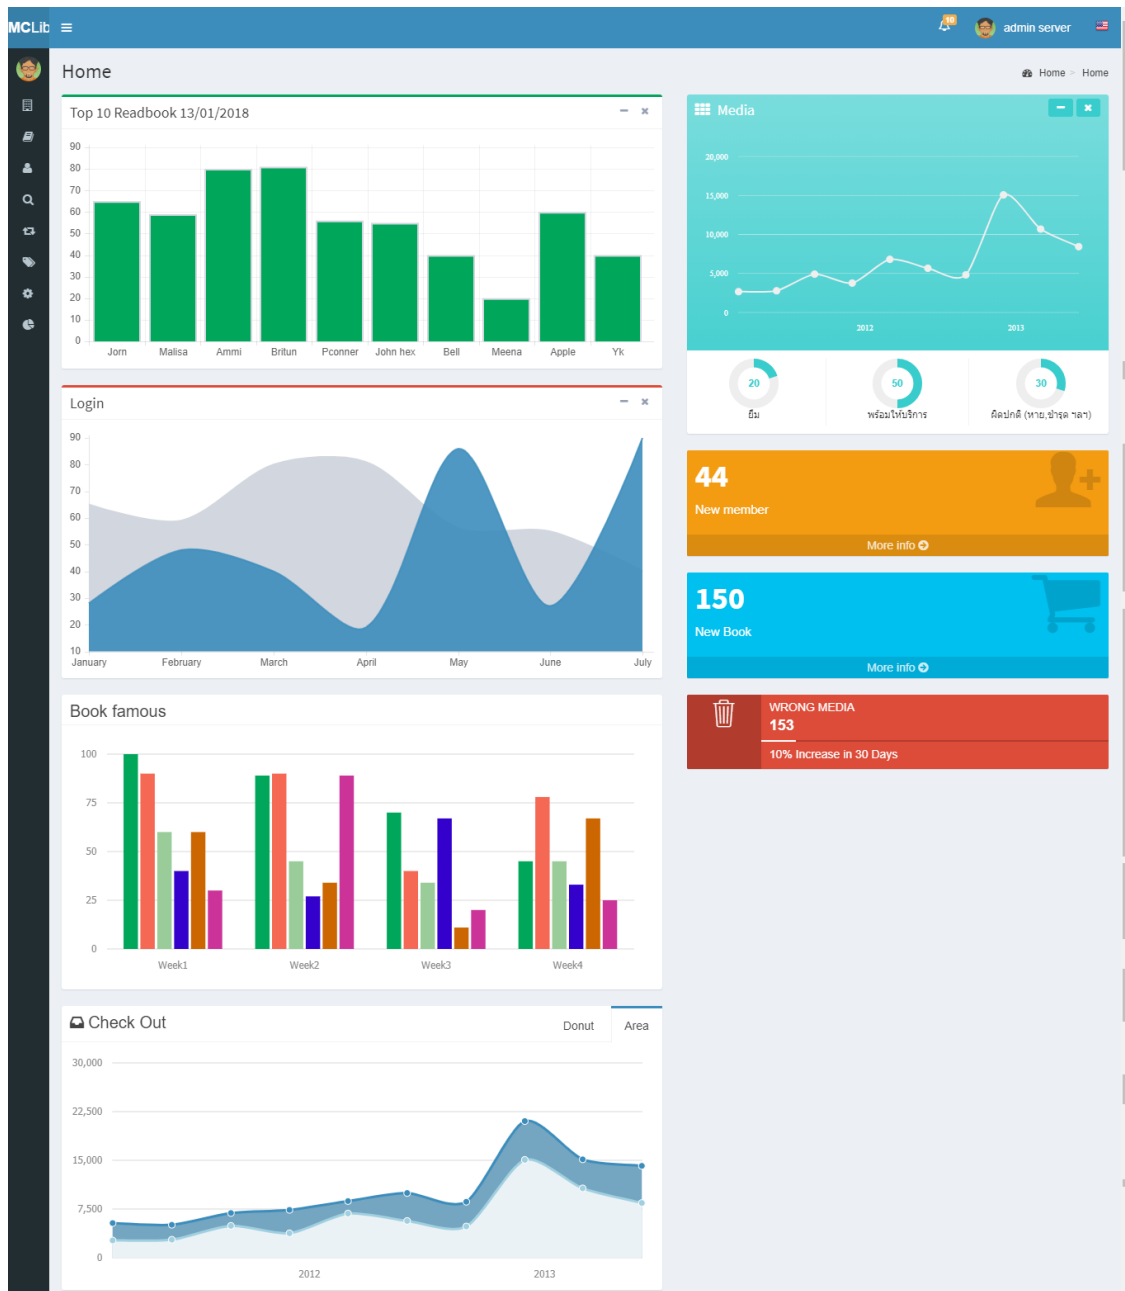 MCLib
10
admin server
Home
Home > Home
Top 10 Readbook 13/01/2018
90
80
70
60
50
40
30
20
10
0
Jorn Malisa Ammi Britun Pconner John hex Bell Meena Apple Yk
Media
20,000
15,000
10,000
5,000
0
2012 2013
20 50 30
ยืม พร้อมให้บริการ ผิดปกติ (หาย,ชำรุด ฯลฯ)
Login
90
80
70
60
50
40
30
20
10
January February March April May June July
44
New member
More info
150
New Book
More info
WRONG MEDIA
153
10% Increase in 30 Days
Book famous
100
75
50
25
0
Week1 Week2 Week3 Week4
Check Out
Donut Area
30,000
22,500
15,000
7,500
0
2012 2013